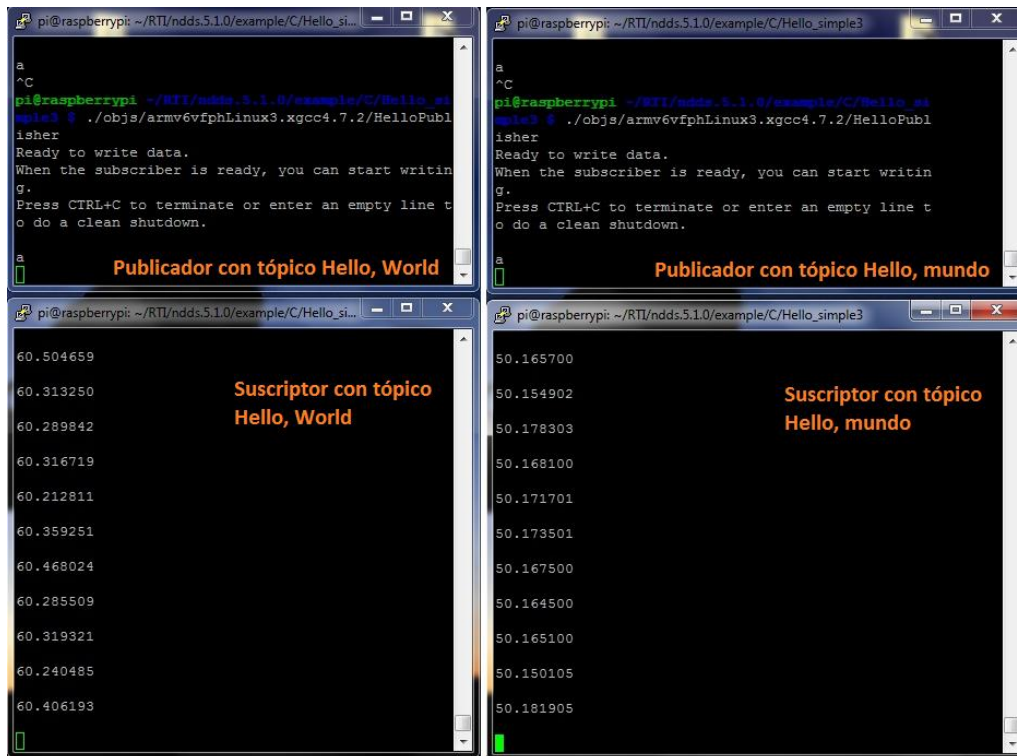 pi@raspberrypi: ~/RTI/ndds.5.1.0/example/C/Hello_si...
a
^C
pi@raspberrypi ~/RTI/ndds.5.1.0/example/C/Hello_si
mple3 $ ./objs/armv6vfphLinux3.xgcc4.7.2/HelloPubl
isher
Ready to write data.
When the subscriber is ready, you can start writin
g.
Press CTRL+C to terminate or enter an empty line t
o do a clean shutdown.
a
Publicador con tópico Hello, World
pi@raspberrypi: ~/RTI/ndds.5.1.0/example/C/Hello_simple3
a
^C
pi@raspberrypi ~/RTI/ndds.5.1.0/example/C/Hello_si
mple3 $ ./objs/armv6vfphLinux3.xgcc4.7.2/HelloPubl
isher
Ready to write data.
When the subscriber is ready, you can start writin
g.
Press CTRL+C to terminate or enter an empty line t
o do a clean shutdown.
a
Publicador con tópico Hello, mundo
pi@raspberrypi: ~/RTI/ndds.5.1.0/example/C/Hello_si...
60.504659
60.313250
60.289842
60.316719
60.212811
60.359251
60.468024
60.285509
60.319321
60.240485
60.406193
Suscriptor con tópico
Hello, World
pi@raspberrypi: ~/RTI/ndds.5.1.0/example/C/Hello_simple3
50.165700
50.154902
50.178303
50.168100
50.171701
50.173501
50.167500
50.164500
50.165100
50.150105
50.181905
Suscriptor con tópico
Hello, mundo